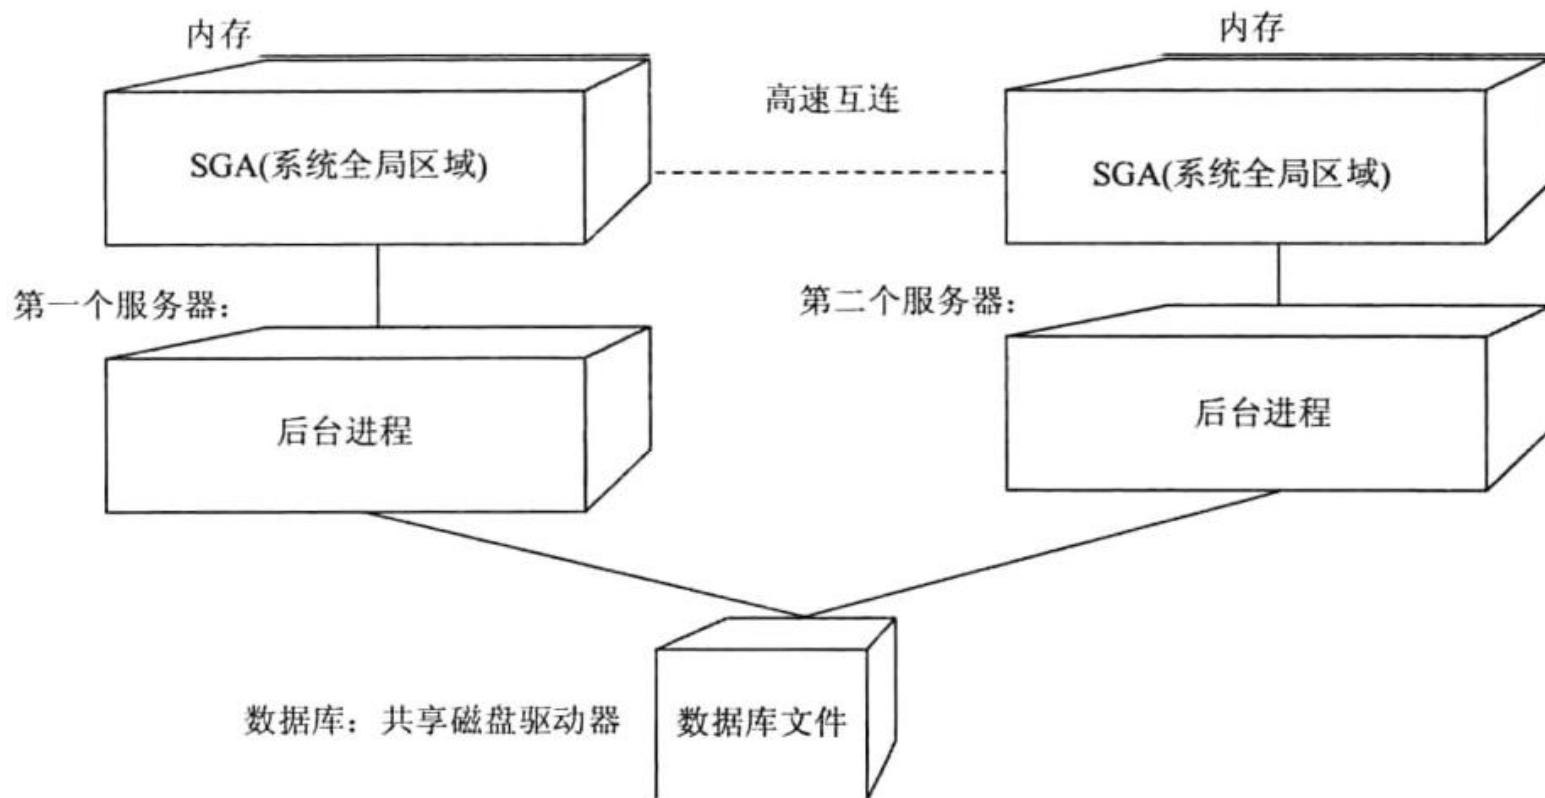 内存
内存
高速互连
SGA(系统全局区域)
SGA(系统全局区域)
第一个服务器：
第二个服务器：
后台进程
后台进程
数据库：共享磁盘驱动器
数据库文件